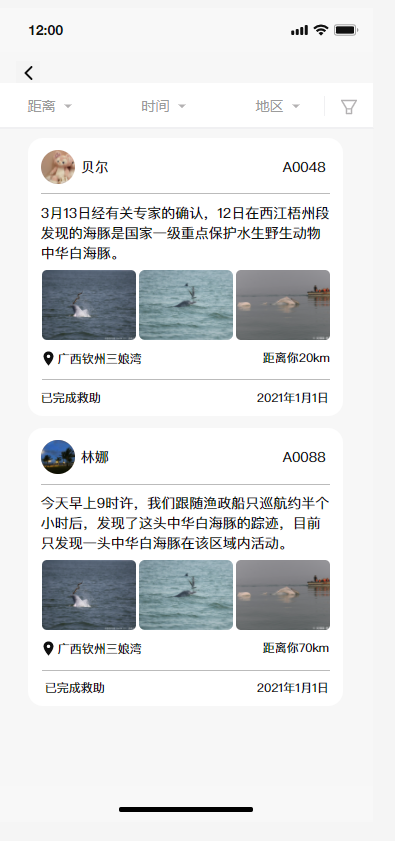 12:00
距离 时间 地区
贝尔 A0048
3月13日经有关专家的确认，12日在西江梧州段
发现的海豚是国家一级重点保护水生野生动物
中华白海豚。
广西钦州三娘湾 距离你20km
已完成救助 2021年1月1日
林娜 A0088
今天早上9时许，我们跟随渔政船只巡航约半个
小时后，发现了这头中华白海豚的踪迹，目前
只发现一头中华白海豚在该区域内活动。
广西钦州三娘湾 距离你70km
已完成救助 2021年1月1日